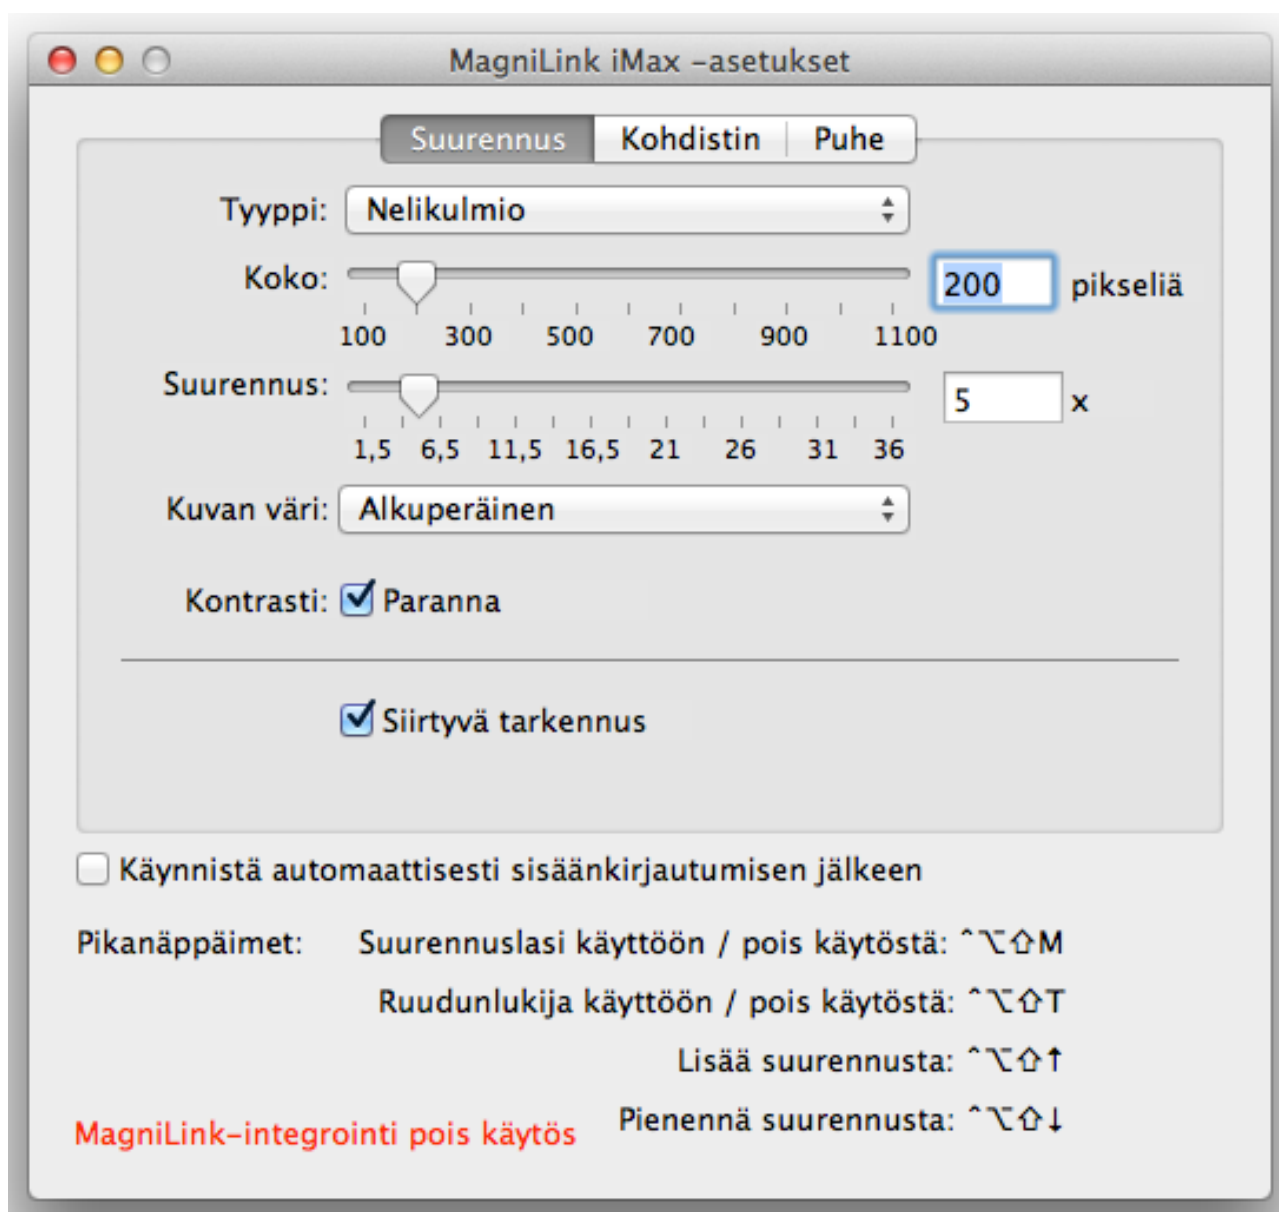 MagniLink iMax -asetukset
Suurennus Kohdistin Puhe
Tyyppi: Nelikulmio
Koko: 200 pikseliä
100 300 500 700 900 1100
Suurennus: 5 x
1,5 6,5 11,5 16,5 21 26 31 36
Kuvan väri: Alkuperäinen
Kontrasti: Paranna
Siirtyvä tarkennus
Käynnistä automaattisesti sisäänkirjautumisen jälkeen
Pikanäppäimet: Suurennuslasi käyttöön / pois käytöstä: ⌃⌥⇧M
Ruudunlukija käyttöön / pois käytöstä: ⌃⌥⇧T
Lisää suurennusta: ⌃⌥⇧↑
Pienennä suurennusta: ⌃⌥⇧↓
MagniLink-integrointi pois käytös